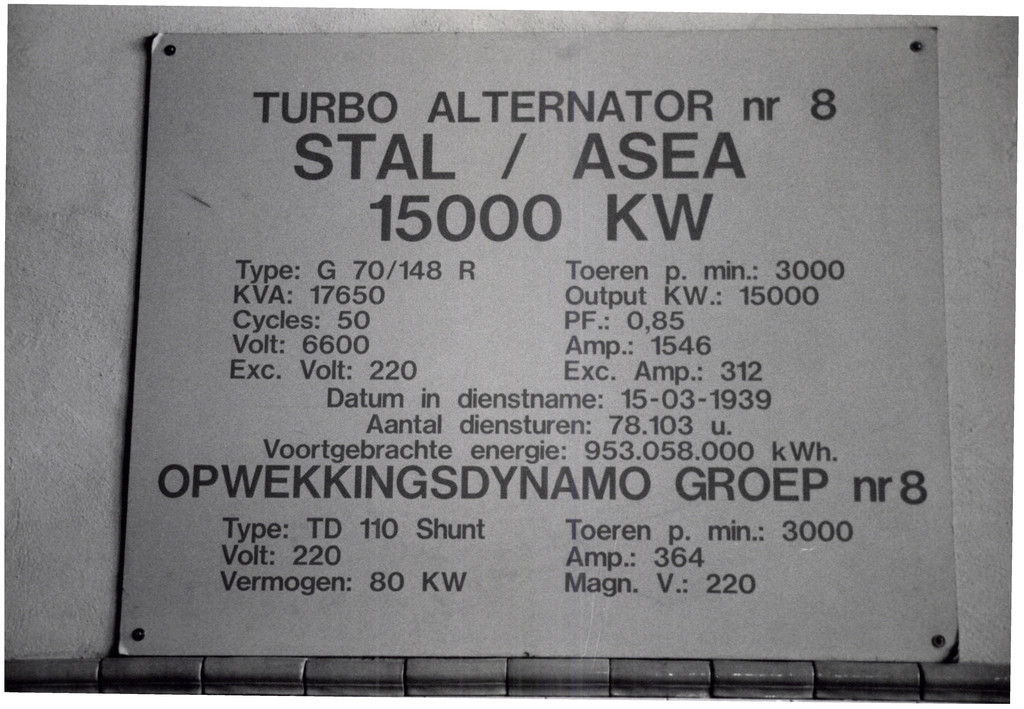 TURBO ALTERNATOR nr 8
STAL / ASEA
15000 KW
Type: G 70/148 R Toeren p. min.: 3000
KVA: 17650 Output KW.: 15000
Cycles: 50 PF.: 0,85
Volt: 6600 Amp.: 1546
Exc. Volt: 220 Exc. Amp.: 312
Datum in dienstname: 15-03-1939
Aantal diensturen: 78.103 u.
Voortgebrachte energie: 953.058.000 kWh.
OPWEKKINGSDYNAMO GROEP nr 8
Type: TD 110 Shunt Toeren p. min.: 3000
Volt: 220 Amp.: 364
Vermogen: 80 KW Magn. V.: 220